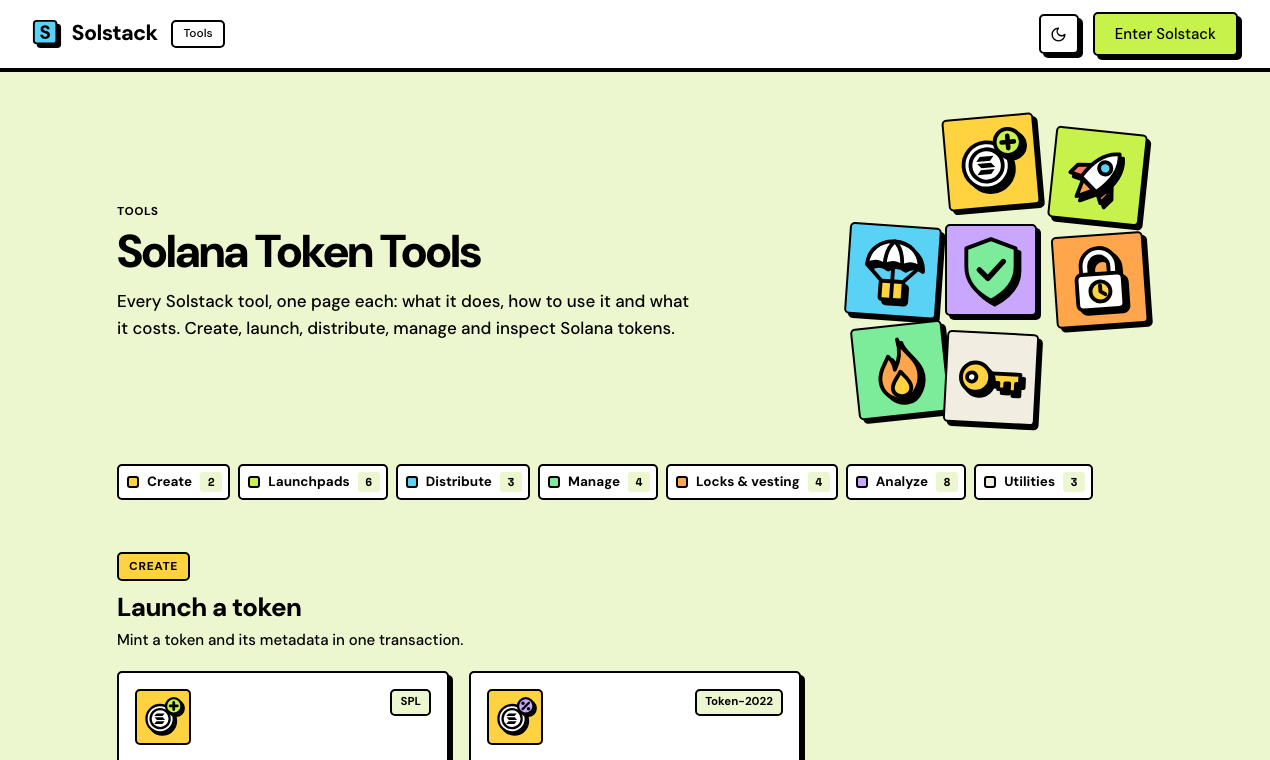 S Solstack Tools
Enter Solstack
TOOLS
Solana Token Tools
Every Solstack tool, one page each: what it does, how to use it and what
it costs. Create, launch, distribute, manage and inspect Solana tokens.
Create 2 Launchpads 6 Distribute 3 Manage 4 Locks & vesting 4 Analyze 8 Utilities 3
CREATE
Launch a token
Mint a token and its metadata in one transaction.
SPL
Token-2022